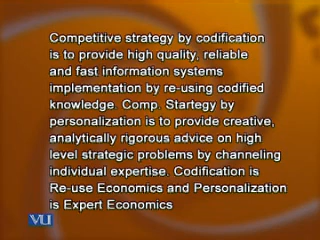 Competitive strategy by codification
is to provide high quality, reliable
and fast information systems
implementation by re-using codified
knowledge. Comp. Startegy by
personalization is to provide creative,
analytically rigorous advice on high
level strategic problems by channeling
individual expertise. Codification is
Re-use Economics and Personalization
is Expert Economics
VU